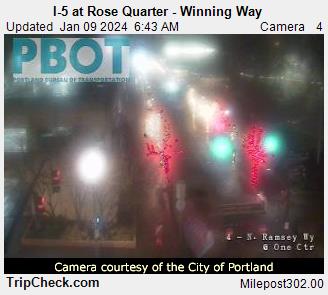 I-5 at Rose Quarter - Winning Way
Updated Jan 09 2024 6:43 AM Camera 4
PBOT
PORTLAND BUREAU OF TRANSPORTATION
4 - N. Ramsey Wy
@ One Ctr
Camera courtesy of the City of Portland
TripCheck.com Milepost302.00